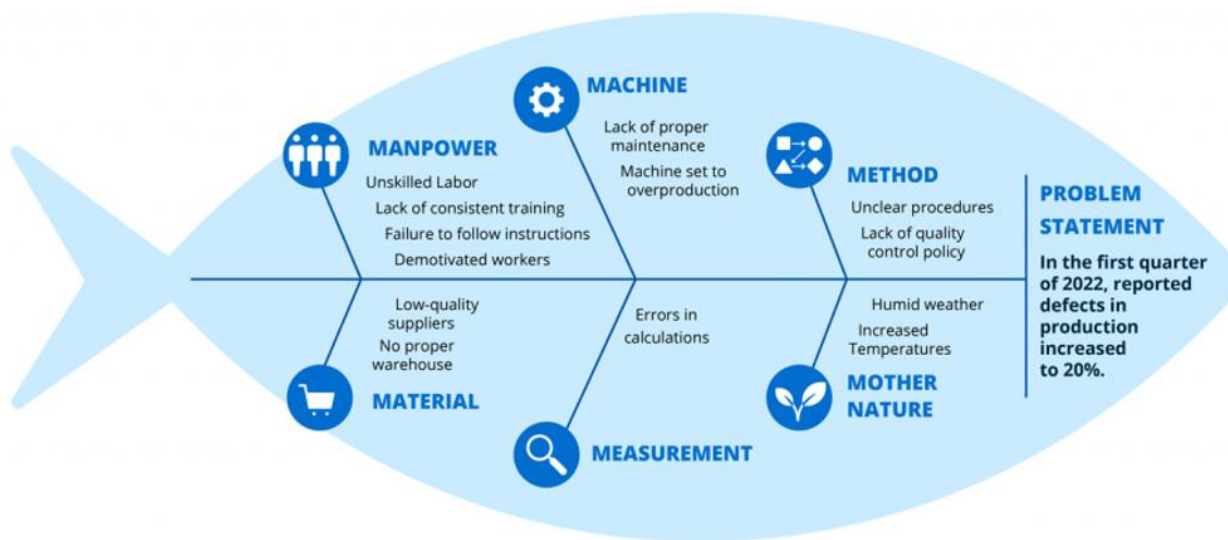 MACHINE
Lack of proper
maintenance
Machine set to
overproduction
MANPOWER
Unskilled Labor
Lack of consistent training
Failure to follow instructions
Demotivated workers
METHOD
Unclear procedures
Lack of quality
control policy
PROBLEM
STATEMENT
In the first quarter
of 2022, reported
defects in
production
increased
to 20%.
Low-quality
suppliers
No proper
warehouse
MATERIAL
Errors in
calculations
MEASUREMENT
Humid weather
Increased
Temperatures
MOTHER
NATURE